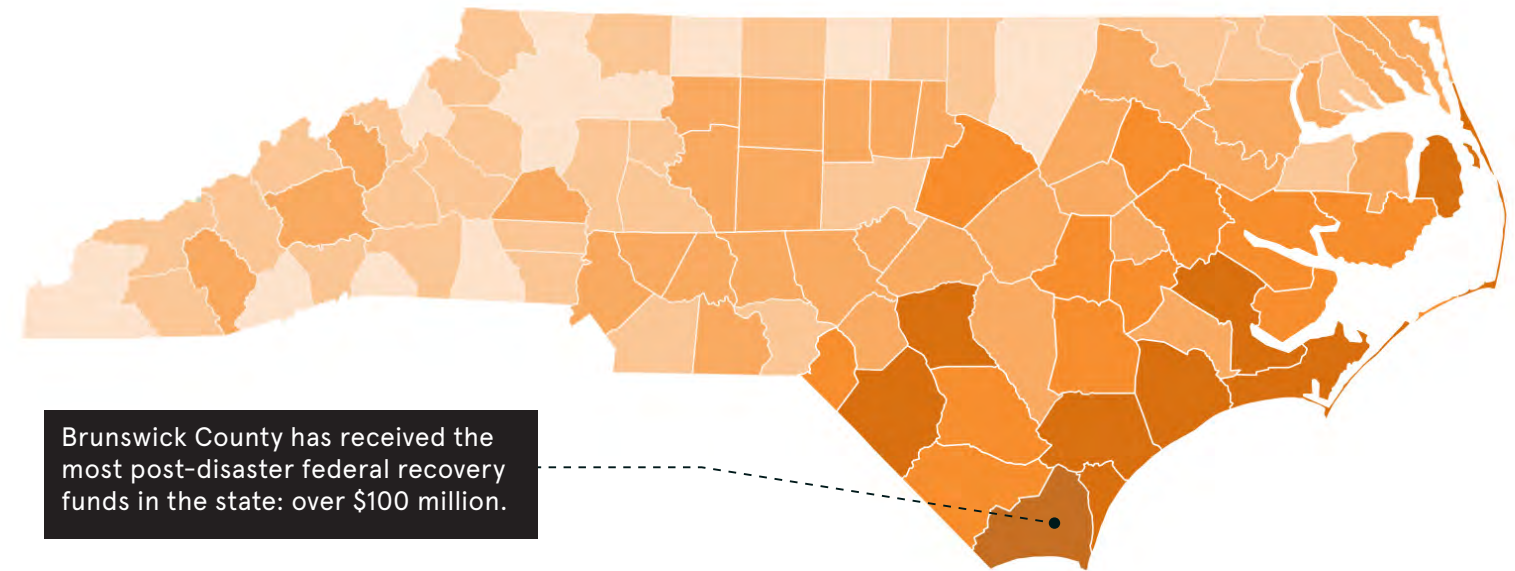 Brunswick County has received the
most post-disaster federal recovery
funds in the state: over $100 million.